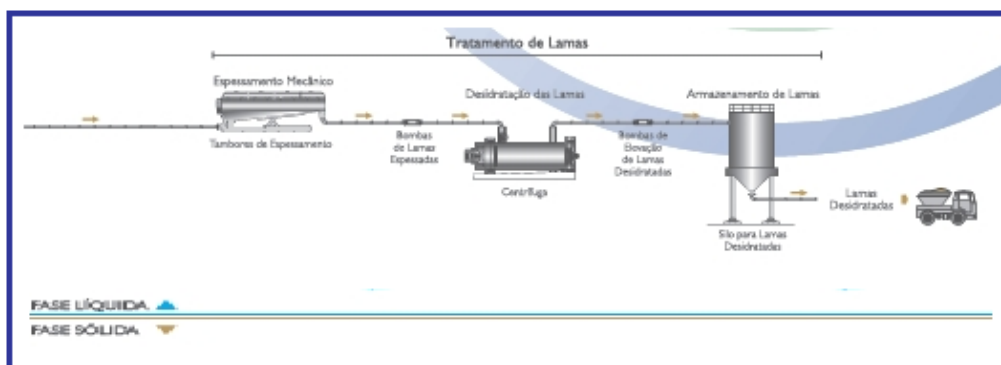 Tratamento de Lamas
Espessamento Mecânico
Desidratação das Lamas
Armazenamento de Lamas
Tambores de Espessamento
Bombas
de Lamas
Espessadas
Centrífuga
Bombas de
Elevação
de Lamas
Desidratadas
Silo para Lamas
Desidratadas
Lamas
Desidratadas
FASE LÍQUIDA
FASE SÓLIDA